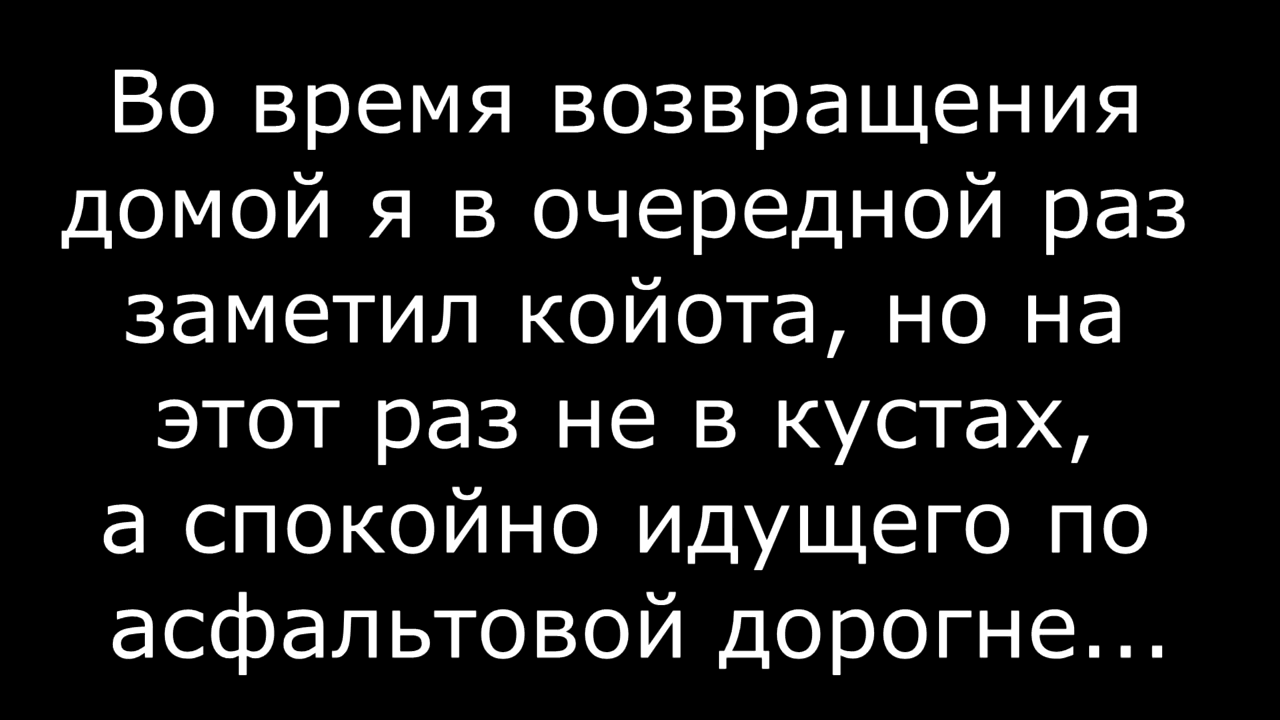 Во время возвращения
домой я в очередной раз
заметил койота, но на
этот раз не в кустах,
а спокойно идущего по
асфальтовой дорогне...